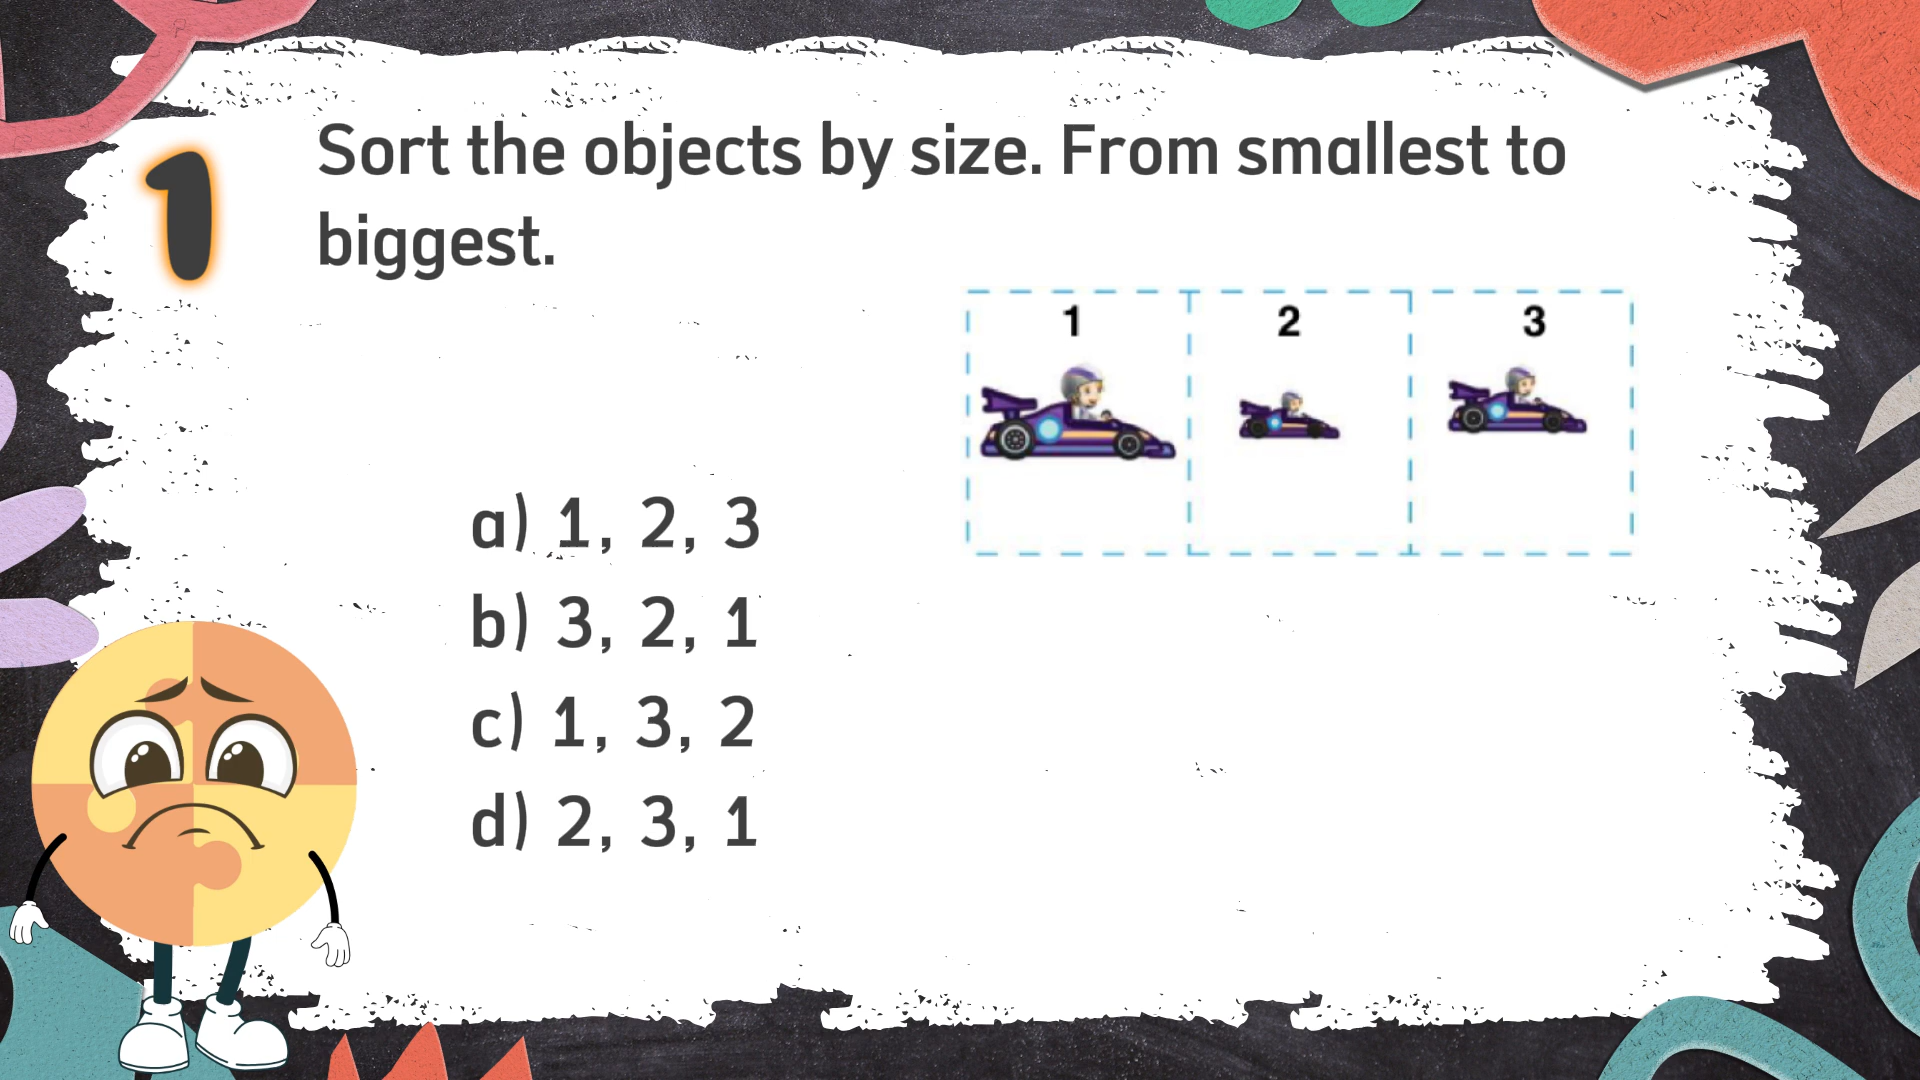 1
Sort the objects by size. From smallest to
biggest.
1 2 3
a) 1, 2, 3
b) 3, 2, 1
c) 1, 3, 2
d) 2, 3, 1